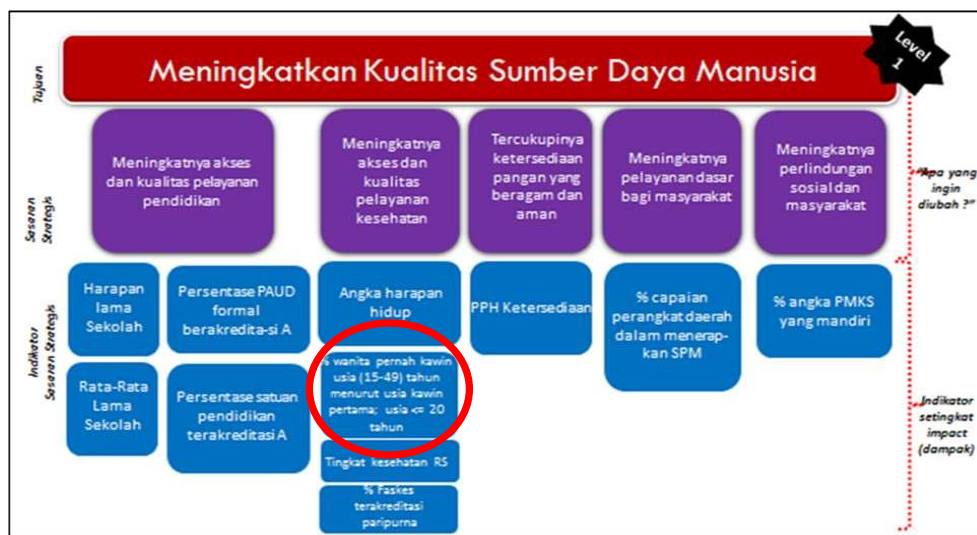 Level
1
Tujuan
Meningkatkan Kualitas Sumber Daya Manusia
Sasaran
Strategis
Meningkatnya akses
dan kualitas pelayanan
pendidikan
Meningkatnya
akses dan
kualitas
pelayanan
kesehatan
Tercukupinya
ketersediaan
pangan yang
beragam dan
aman
Meningkatnya
pelayanan dasar
bagi masyarakat
Meningkatnya
perlindungan
sosial dan
masyarakat
"Apa yang
ingin
diubah ?"
Indikator
Sasaran Strategis
Harapan
lama
Sekolah
Persentase PAUD
formal
berakredita-si A
Angka harapan
hidup
PPH Ketersediaan
% capaian
perangkat daerah
dalam menerap-
kan SPM
% angka PMKS
yang mandiri
Rata-Rata
Lama
Sekolah
Persentase satuan
pendidikan
terakreditasi A
% wanita pernah kawin
usia (15-49) tahun
menurut usia kawin
pertama; usia <= 20
tahun
Tingkat kesehatan RS
% Faskes
terakreditasi
paripurna
Indikator
setingkat
impact
(dampak)